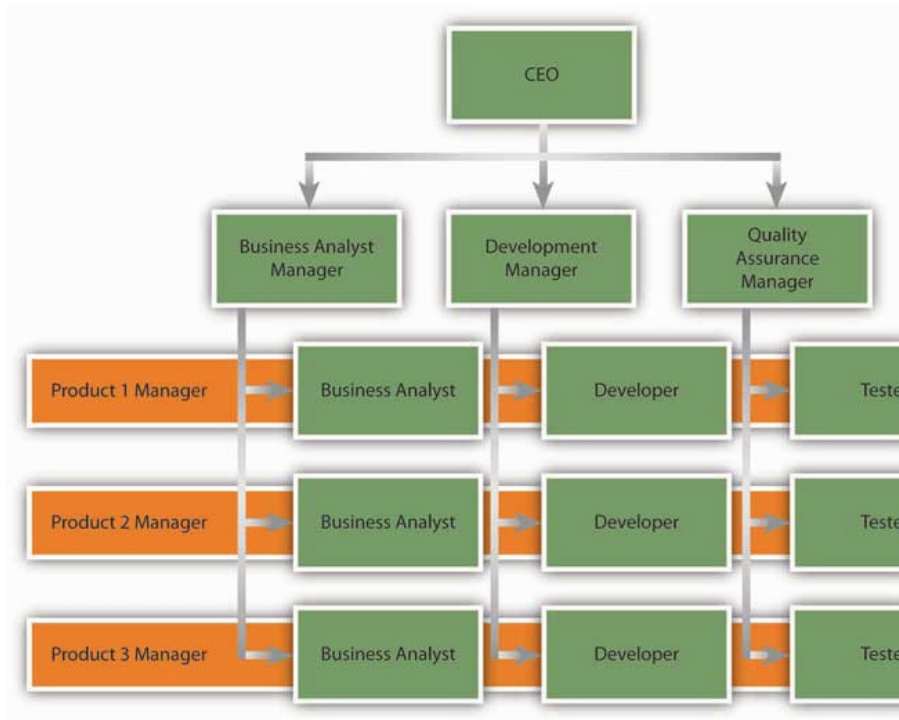 CEO
Business Analyst
Manager
Development
Manager
Quality
Assurance
Manager
Product 1 Manager
Business Analyst
Developer
Teste
Product 2 Manager
Business Analyst
Developer
Teste
Product 3 Manager
Business Analyst
Developer
Teste